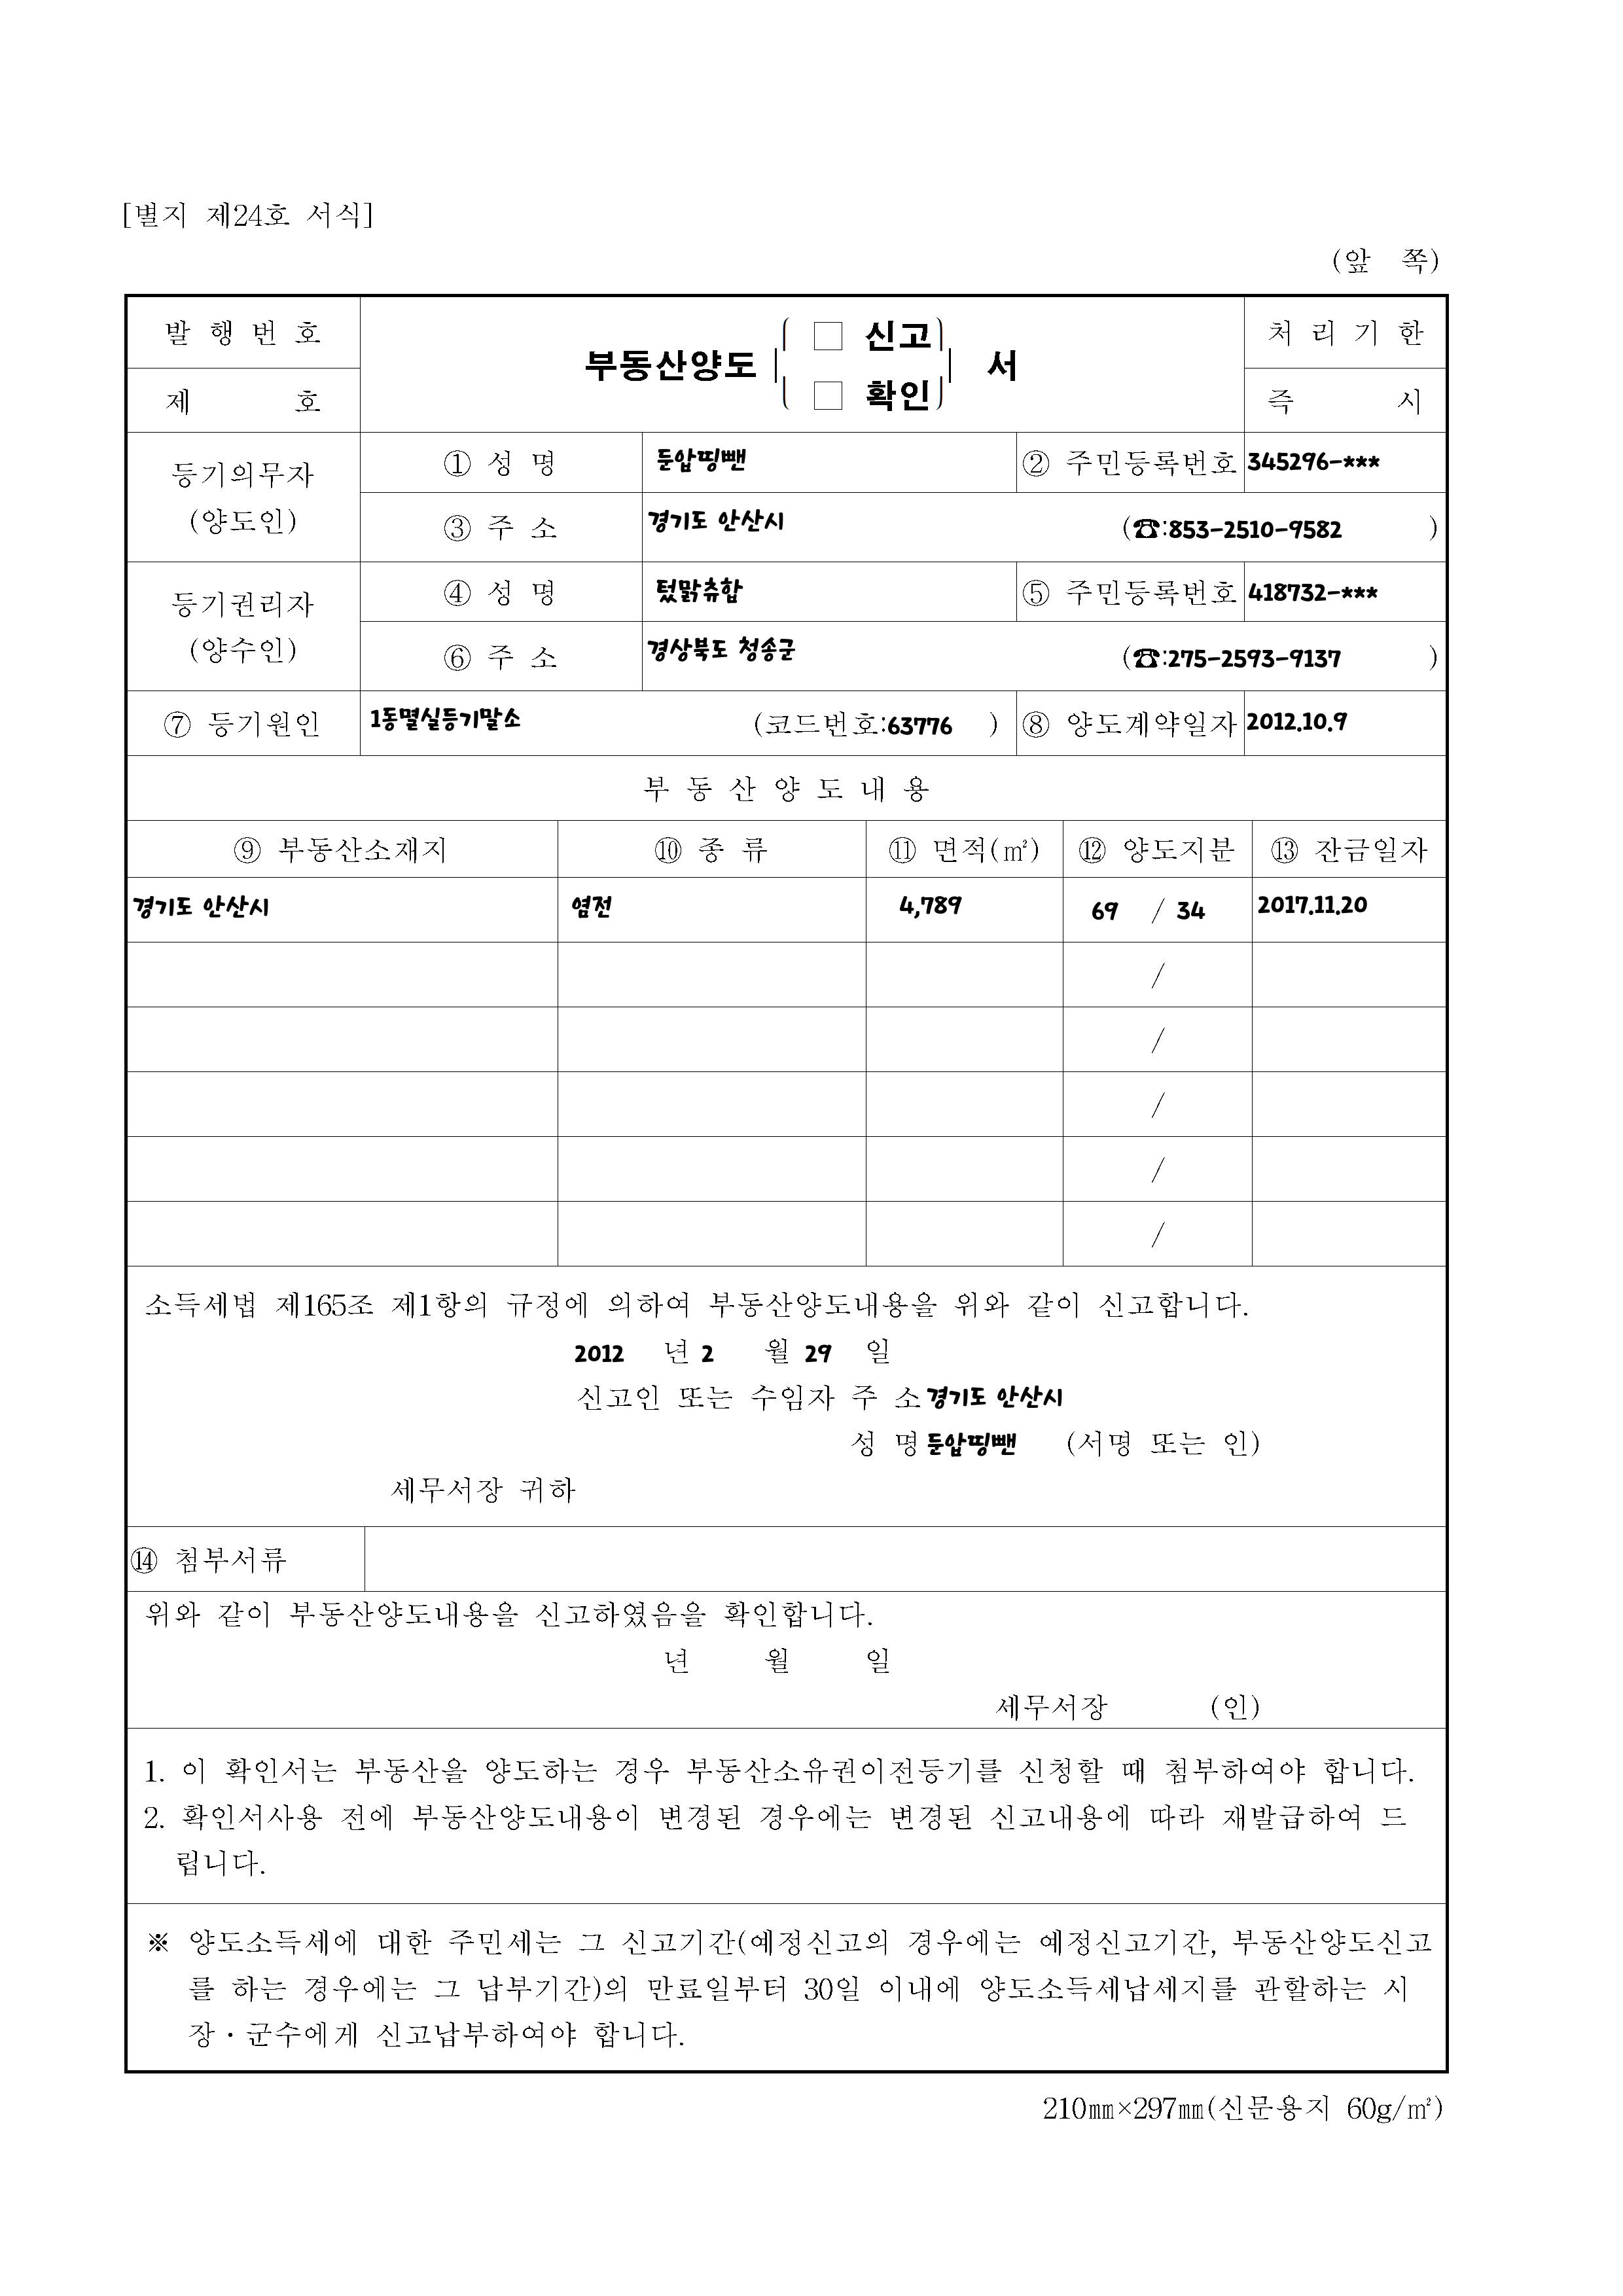 [별지 제24호 서식]
(앞 쪽)
발 행 번 호
제 호
부동산양도 □ 신고 □ 확인 서
처 리 기 한
즉 시
등기의무자 (양도인)
① 성 명 둔압띵뺀 ② 주민등록번호 345296-***
③ 주 소 경기도 안산시 (☎:853-2510-9582 )
등기권리자 (양수인)
④ 성 명 텄맑츄합 ⑤ 주민등록번호 418732-***
⑥ 주 소 경상북도 청송군 (☎:275-2593-9137 )
⑦ 등기원인 1동멸실등기말소 (코드번호:63776 ) ⑧ 양도계약일자 2012.10.9
부 동 산 양 도 내 용
⑨ 부동산소재지 ⑩ 종 류 ⑪ 면적(㎡) ⑫ 양도지분 ⑬ 잔금일자
경기도 안산시 염전 4,789 69 / 34 2017.11.20
/
/
/
/
/
소득세법 제165조 제1항의 규정에 의하여 부동산양도내용을 위와 같이 신고합니다.
2012 년 2 월 29 일
신고인 또는 수임자 주 소 경기도 안산시
성 명 둔압띵뺀 (서명 또는 인)
세무서장 귀하
⑭ 첨부서류
위와 같이 부동산양도내용을 신고하였음을 확인합니다.
년 월 일
세무서장 (인)
1. 이 확인서는 부동산을 양도하는 경우 부동산소유권이전등기를 신청할 때 첨부하여야 합니다.
2. 확인서사용 전에 부동산양도내용이 변경된 경우에는 변경된 신고내용에 따라 재발급하여 드
립니다.
※ 양도소득세에 대한 주민세는 그 신고기간(예정신고의 경우에는 예정신고기간, 부동산양도신고
를 하는 경우에는 그 납부기간)의 만료일부터 30일 이내에 양도소득세납세지를 관할하는 시
장·군수에게 신고납부하여야 합니다.
210㎜×297㎜(신문용지 60g/㎡)